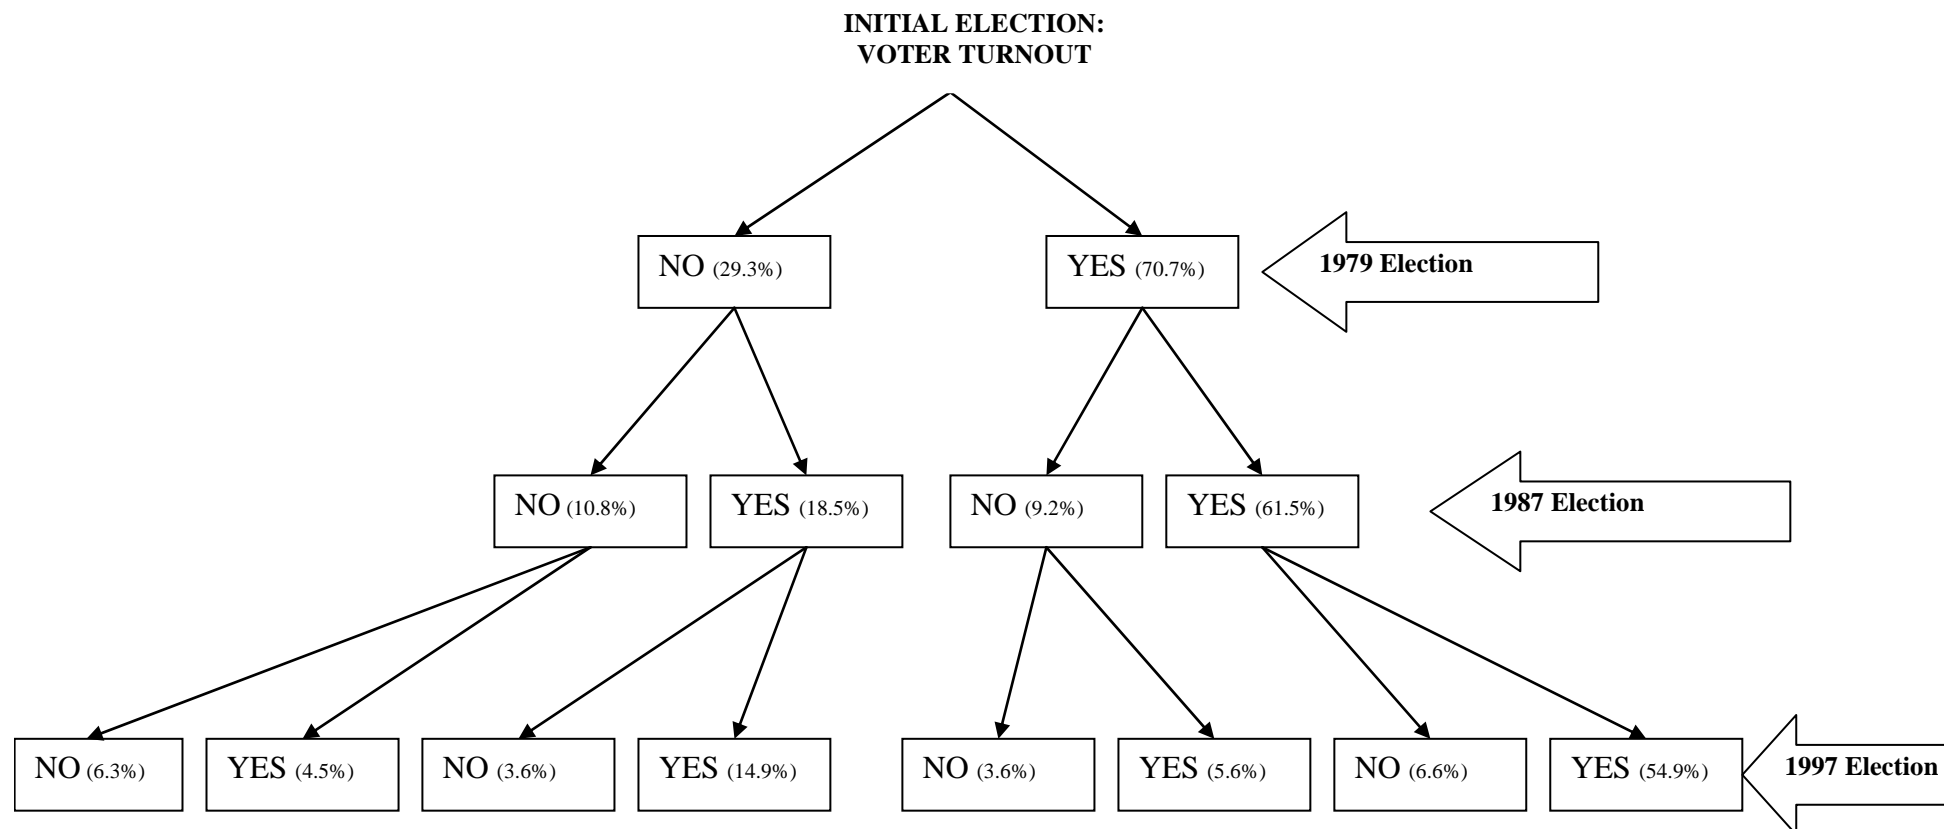 INITIAL ELECTION:
VOTER TURNOUT
NO (29.3%)
YES (70.7%)
1979 Election
NO (10.8%)
YES (18.5%)
NO (9.2%)
YES (61.5%)
1987 Election
NO (6.3%)
YES (4.5%)
NO (3.6%)
YES (14.9%)
NO (3.6%)
YES (5.6%)
NO (6.6%)
YES (54.9%)
1997 Election